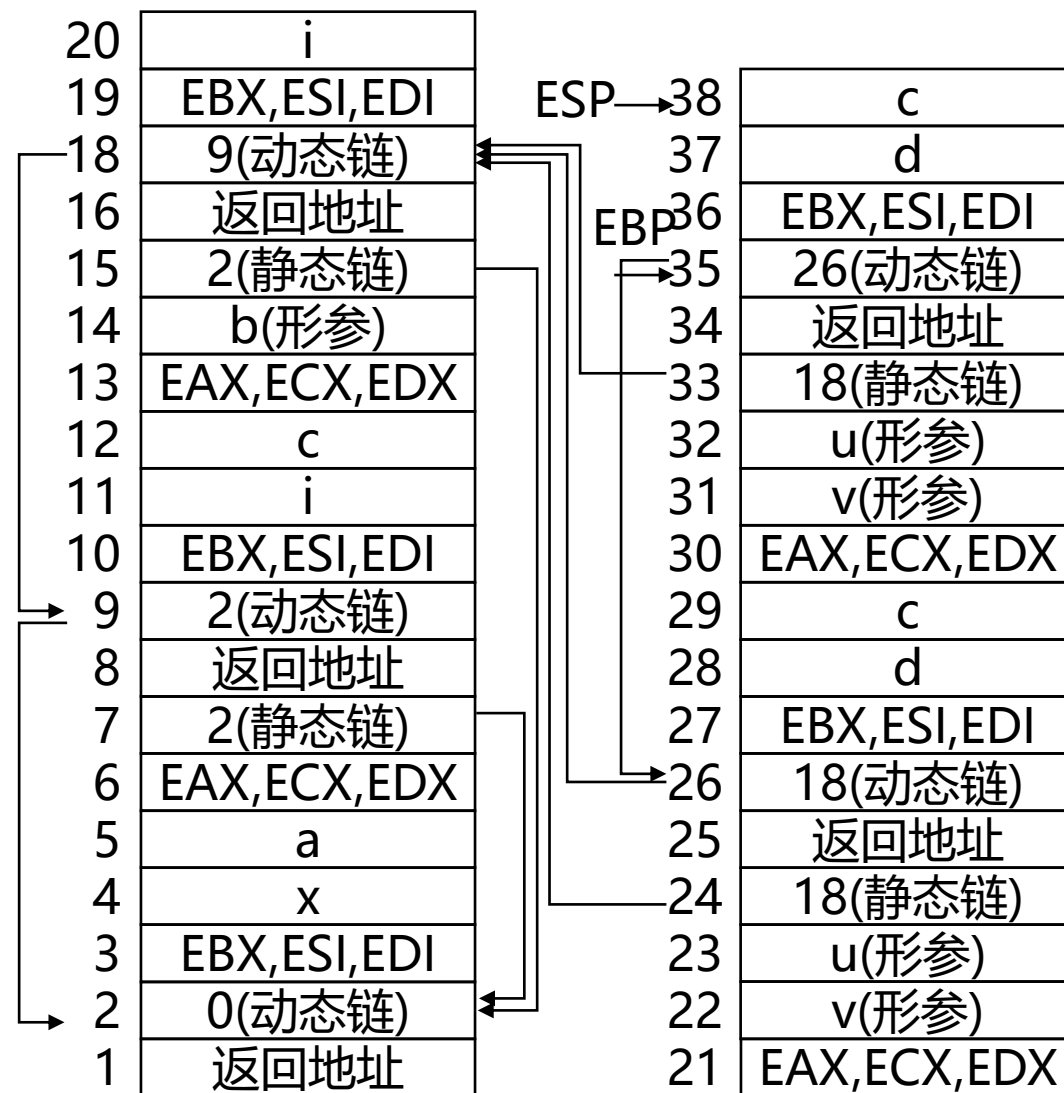 20 i
19 EBX,ESI,EDI
18 9(动态链)
16 返回地址
15 2(静态链)
14 b(形参)
13 EAX,ECX,EDX
12 c
11 i
10 EBX,ESI,EDI
9 2(动态链)
8 返回地址
7 2(静态链)
6 EAX,ECX,EDX
5 a
4 x
3 EBX,ESI,EDI
2 0(动态链)
1 返回地址
ESP 38 c
37 d
EBP 36 EBX,ESI,EDI
35 26(动态链)
34 返回地址
33 18(静态链)
32 u(形参)
31 v(形参)
30 EAX,ECX,EDX
29 c
28 d
27 EBX,ESI,EDI
26 18(动态链)
25 返回地址
24 18(静态链)
23 u(形参)
22 v(形参)
21 EAX,ECX,EDX